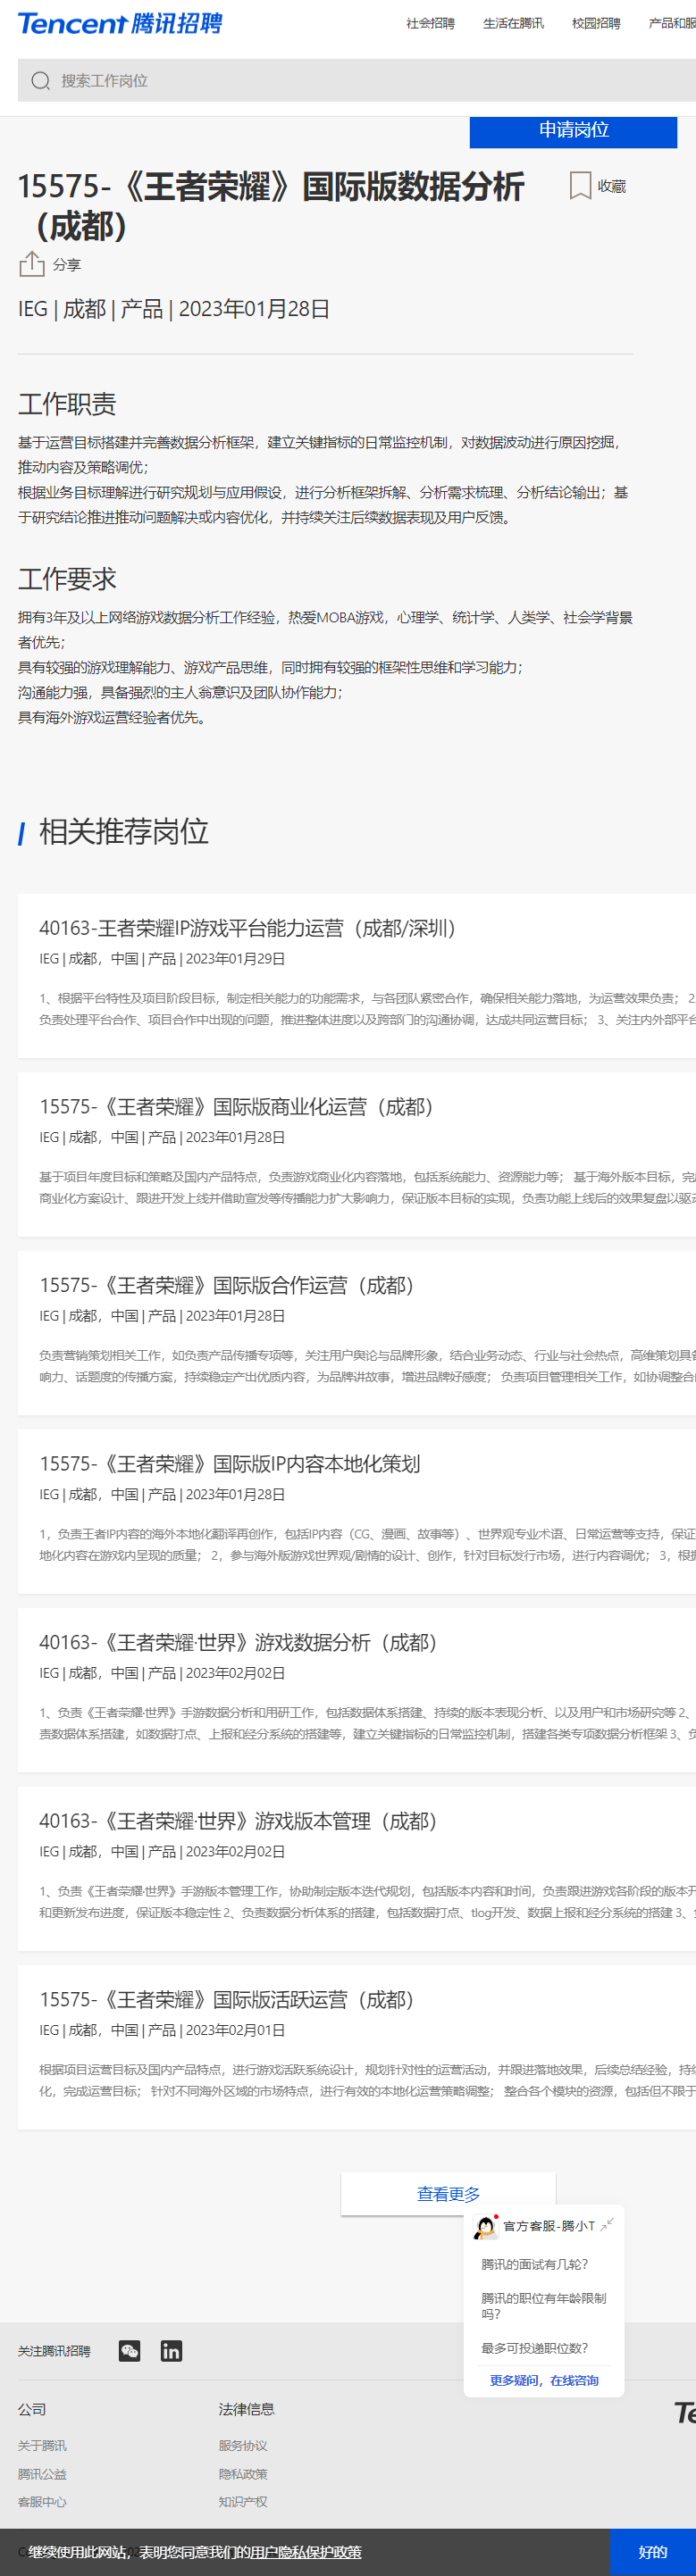 Tencent 腾讯招聘
社会招聘 生活在腾讯 校园招聘 产品和服
搜索工作岗位
申请岗位
15575-《王者荣耀》国际版数据分析
（成都）
收藏
分享
IEG | 成都 | 产品 | 2023年01月28日
工作职责
基于运营目标搭建并完善数据分析框架，建立关键指标的日常监控机制，对数据波动进行原因挖掘，
推动内容及策略调优；
根据业务目标理解进行研究规划与应用假设，进行分析框架拆解、分析需求梳理、分析结论输出；基
于研究结论推进推动问题解决或内容优化，并持续关注后续数据表现及用户反馈。
工作要求
拥有3年及以上网络游戏数据分析工作经验，热爱MOBA游戏，心理学、统计学、人类学、社会学背景
者优先；
具有较强的游戏理解能力、游戏产品思维，同时拥有较强的框架性思维和学习能力；
沟通能力强，具备强烈的主人翁意识及团队协作能力；
具有海外游戏运营经验者优先。
相关推荐岗位
40163-王者荣耀IP游戏平台能力运营（成都/深圳）
IEG | 成都，中国 | 产品 | 2023年01月29日
1、根据平台特性及项目阶段目标，制定相关能力的功能需求，与各团队紧密合作，确保相关能力落地，为运营效果负责； 2
负责处理平台合作、项目合作中出现的问题，推进整体进度以及跨部门的沟通协调，达成共同运营目标； 3、关注内外部平台
15575-《王者荣耀》国际版商业化运营（成都）
IEG | 成都，中国 | 产品 | 2023年01月28日
基于项目年度目标和策略及国内产品特点，负责游戏商业化内容落地，包括系统能力、资源能力等； 基于海外版本目标，完
商业化方案设计、跟进开发上线并借助宣发等传播能力扩大影响力，保证版本目标的实现，负责功能上线后的效果复盘以驱
15575-《王者荣耀》国际版合作运营（成都）
IEG | 成都，中国 | 产品 | 2023年01月28日
负责营销策划相关工作，如负责产品传播专项等，关注用户舆论与品牌形象，结合业务动态、行业与社会热点，高维策划具
响力、话题度的传播方案，持续稳定产出优质内容，为品牌讲故事，增进品牌好感度； 负责项目管理相关工作，如协调整合
15575-《王者荣耀》国际版IP内容本地化策划
IEG | 成都，中国 | 产品 | 2023年01月28日
1，负责王者IP内容的海外本地化翻译再创作，包括IP内容（CG、漫画、故事等）、世界观专业术语、日常运营等支持，保证
地化内容在游戏内呈现的质量； 2，参与海外版游戏世界观/剧情的设计、创作，针对目标发行市场，进行内容调优； 3，根
40163-《王者荣耀·世界》游戏数据分析（成都）
IEG | 成都，中国 | 产品 | 2023年02月02日
1、负责《王者荣耀·世界》手游数据分析和用研工作，包括数据体系搭建、持续的版本表现分析、以及用户和市场研究等 2、
责数据体系搭建，如数据打点、上报和经分系统的搭建等，建立关键指标的日常监控机制，搭建各类专项数据分析框架 3、负
40163-《王者荣耀·世界》游戏版本管理（成都）
IEG | 成都，中国 | 产品 | 2023年02月02日
1、负责《王者荣耀·世界》手游版本管理工作，协助制定版本迭代规划，包括版本内容和时间，负责跟进游戏各阶段的版本开
和更新发布进度，保证版本稳定性 2、负责数据分析体系的搭建，包括数据打点、tlog开发、数据上报和经分系统的搭建 3、
15575-《王者荣耀》国际版活跃运营（成都）
IEG | 成都，中国 | 产品 | 2023年02月01日
根据项目运营目标及国内产品特点，进行游戏活跃系统设计，规划针对性的运营活动，并跟进落地效果，后续总结经验，持
化，完成运营目标； 针对不同海外区域的市场特点，进行有效的本地化运营策略调整； 整合各个模块的资源，包括但不限于
查看更多
官方客服-腾小T
腾讯的面试有几轮？
腾讯的职位有年龄限制
吗？
最多可投递职位数？
更多疑问，在线咨询
关注腾讯招聘
公司 法律信息
Te
关于腾讯 服务协议
腾讯公益 隐私政策
客服中心 知识产权
继续使用此网站，表明您同意我们的用户隐私保护政策
好的